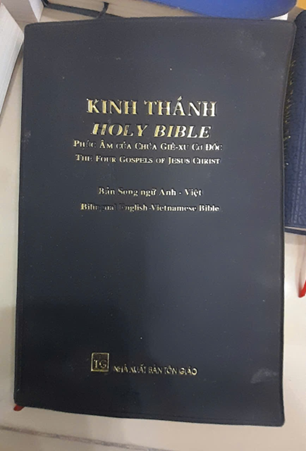 KINH THÁNH
HOLY BIBLE
PHÚC ÂM CỦA CHÚA GIÊ-XU CƠ ĐỐC
THE FOUR GOSPELS OF JESUS CHRIST
Bản Song ngữ Anh - Việt
Bilingual English-Vietnamese Bible
TG NHÀ XUẤT BẢN TÔN GIÁO